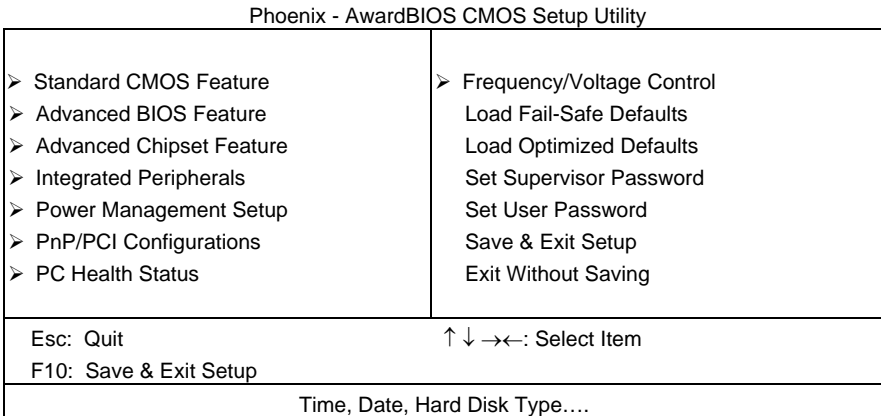 Phoenix - AwardBIOS CMOS Setup Utility
➢ Standard CMOS Feature
➢ Advanced BIOS Feature
➢ Advanced Chipset Feature
➢ Integrated Peripherals
➢ Power Management Setup
➢ PnP/PCI Configurations
➢ PC Health Status
➢ Frequency/Voltage Control
Load Fail-Safe Defaults
Load Optimized Defaults
Set Supervisor Password
Set User Password
Save & Exit Setup
Exit Without Saving
Esc: Quit
↑ ↓ →←: Select Item
F10: Save & Exit Setup
Time, Date, Hard Disk Type….